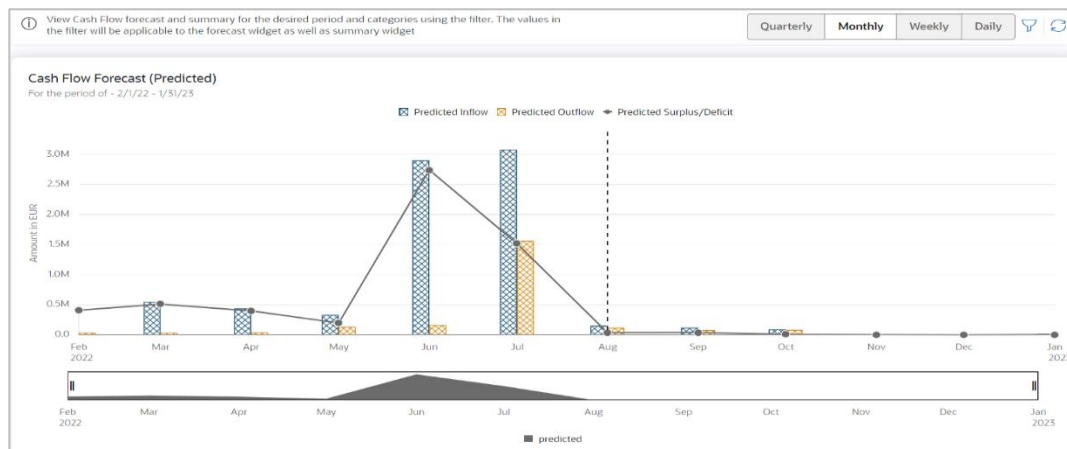 View Cash Flow forecast and summary for the desired period and categories using the filter. The values in
the filter will be applicable to the forecast widget as well as summary widget
Quarterly Monthly Weekly Daily
Cash Flow Forecast (Predicted)
For the period of - 2/1/22 - 1/31/23
Predicted Inflow Predicted Outflow Predicted Surplus/Deficit
Amount in EUR
3.0M
2.5M
2.0M
1.5M
1.0M
0.5M
0.0
Feb Mar Apr May Jun Jul Aug Sep Oct Nov Dec Jan
2022 2023
Feb Mar Apr May Jun Jul Aug Sep Oct Nov Dec Jan
2022 2023
predicted